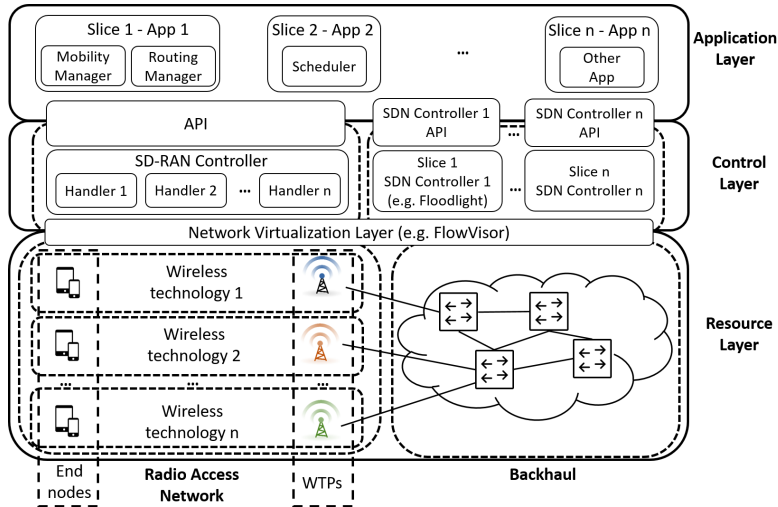 Slice 1 - App 1
Mobility
Manager
Routing
Manager
Slice 2 - App 2
Scheduler
...
Slice n - App n
Other
App
Application
Layer
API
SDN Controller 1
API
...
SDN Controller n
API
SD-RAN Controller
Handler 1
Handler 2
...
Handler n
Slice 1
SDN Controller 1
(e.g. Floodlight)
...
Slice n
SDN Controller n
Control
Layer
Network Virtualization Layer (e.g. FlowVisor)
Wireless
technology 1
Wireless
technology 2
...
...
...
Wireless
technology n
Resource
Layer
End
nodes
Radio Access
Network
WTPs
Backhaul